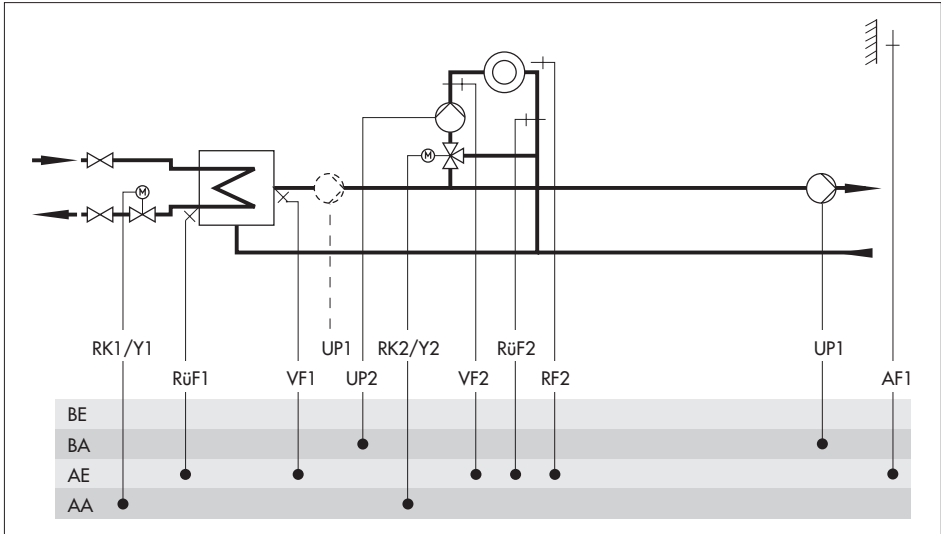 M
M
RK1/Y1 UP1 RK2/Y2 RüF2 UP1
RüF1 VF1 UP2 VF2 RF2 AF1
BE
BA
AE
AA